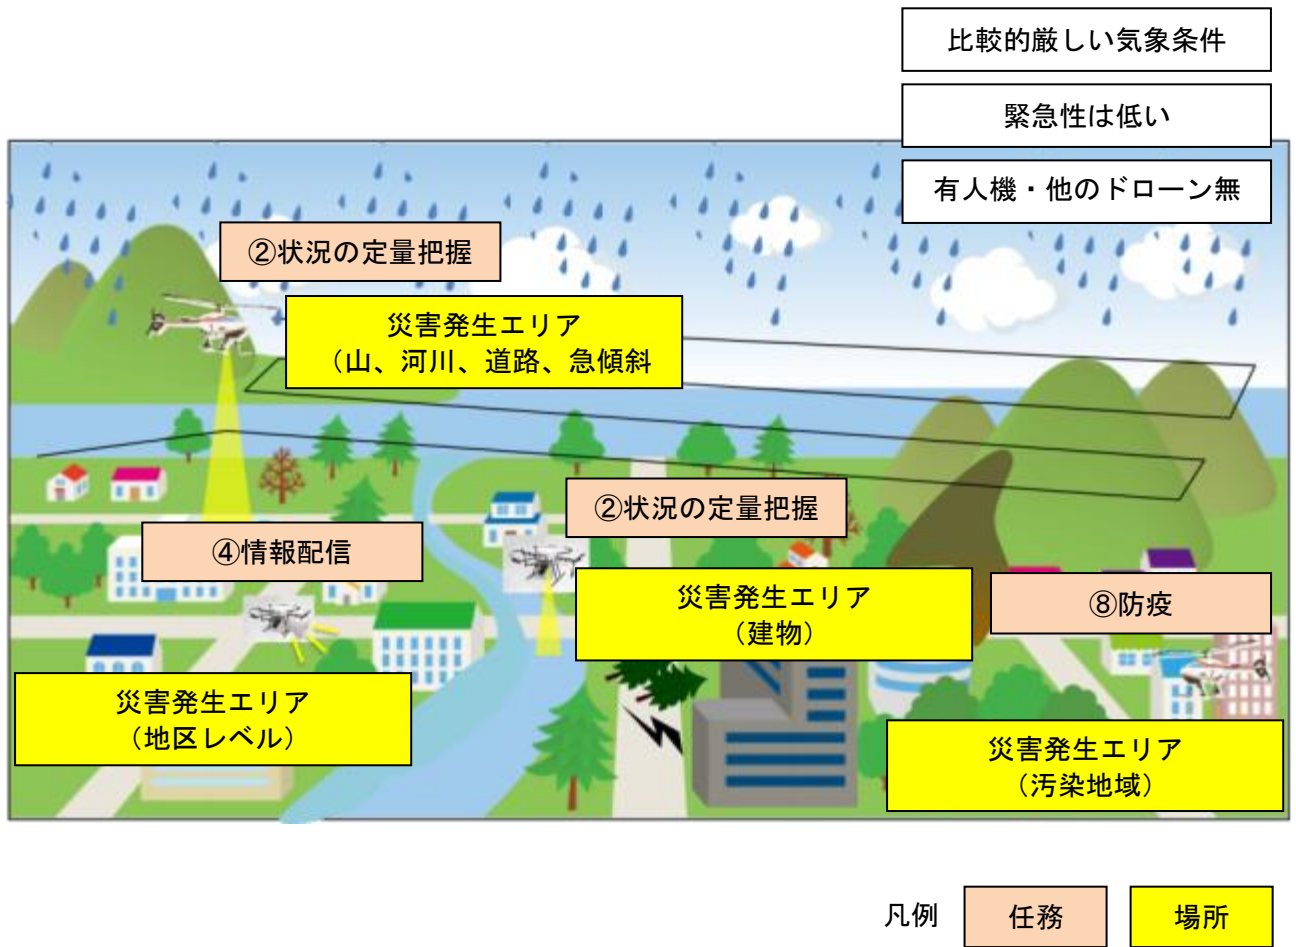 比較的厳しい気象条件
緊急性は低い
有人機・他のドローン無
②状況の定量把握
災害発生エリア
（山、河川、道路、急傾斜
②状況の定量把握
④情報配信
災害発生エリア
（建物）
⑧防疫
災害発生エリア
（地区レベル）
災害発生エリア
（汚染地域）
凡例
任務
場所